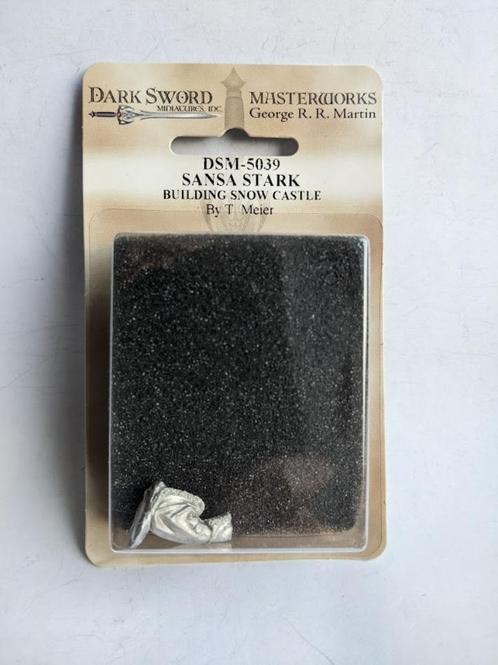 DARK SWORD
MINIATURES, INC.
MASTERWORKS
George R. R. Martin
DSM-5039
SANSA STARK
BUILDING SNOW CASTLE
By T Meier